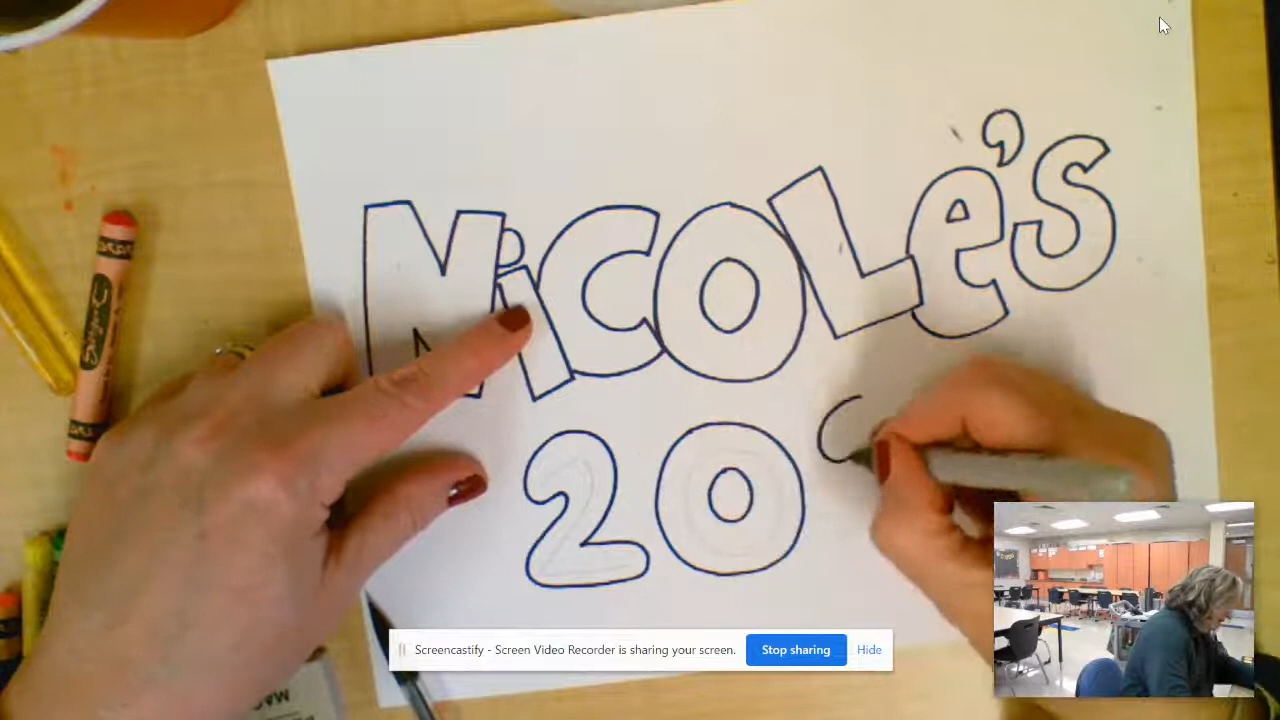 NiCOLe's
20
Screencastify - Screen Video Recorder is sharing your screen.
Stop sharing
Hide